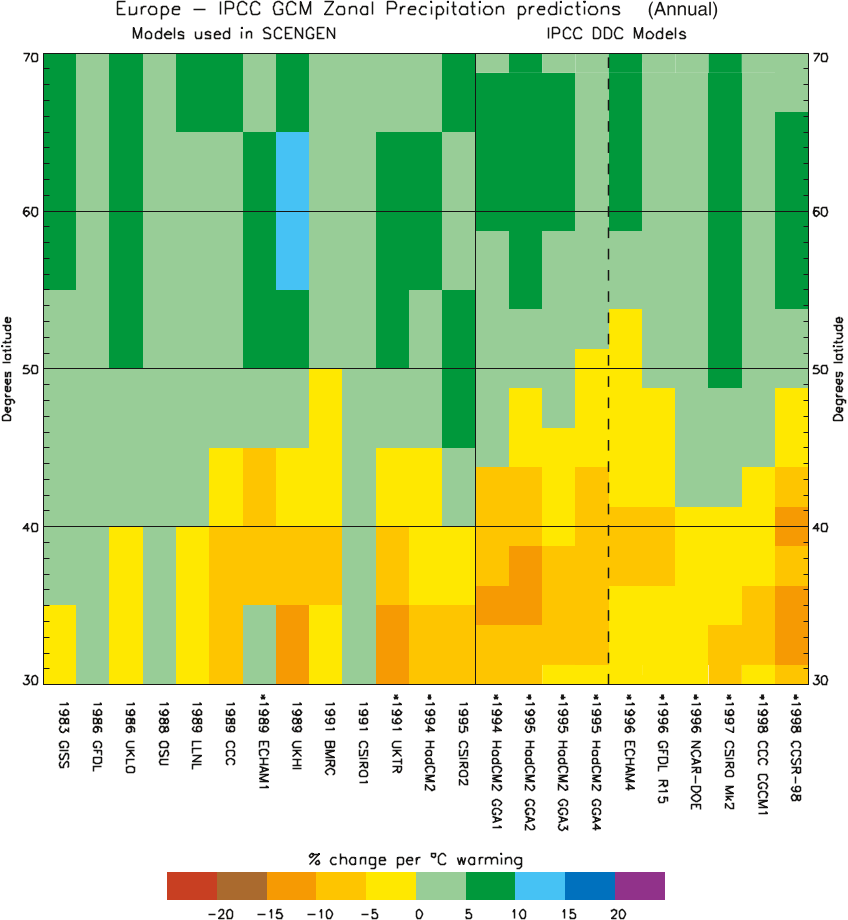 Europe – IPCC GCM Zonal Precipitation predictions (Annual)
Models used in SCENGEN IPCC DDC Models
70 70
60 60
50 50
40 40
30 30
Degrees latitude
Degrees latitude
1983 GISS
1986 GFDL
1986 UKLO
1988 OSU
1989 LLNL
1989 CCC
*1989 ECHAM1
1989 UKHI
1991 BMRC
1991 CSIRO1
*1991 UKTR
*1994 HadCM2
1995 CSIRO2
*1994 HadCM2 GGA1
*1995 HadCM2 GGA2
*1995 HadCM2 GGA3
*1995 HadCM2 GGA4
*1996 ECHAM4
*1996 GFDL R15
*1996 NCAR-DOE
*1997 CSIRO Mk2
*1998 CCC CGCM1
*1998 CCSR-98
% change per °C warming
-20 -15 -10 -5 0 5 10 15 20